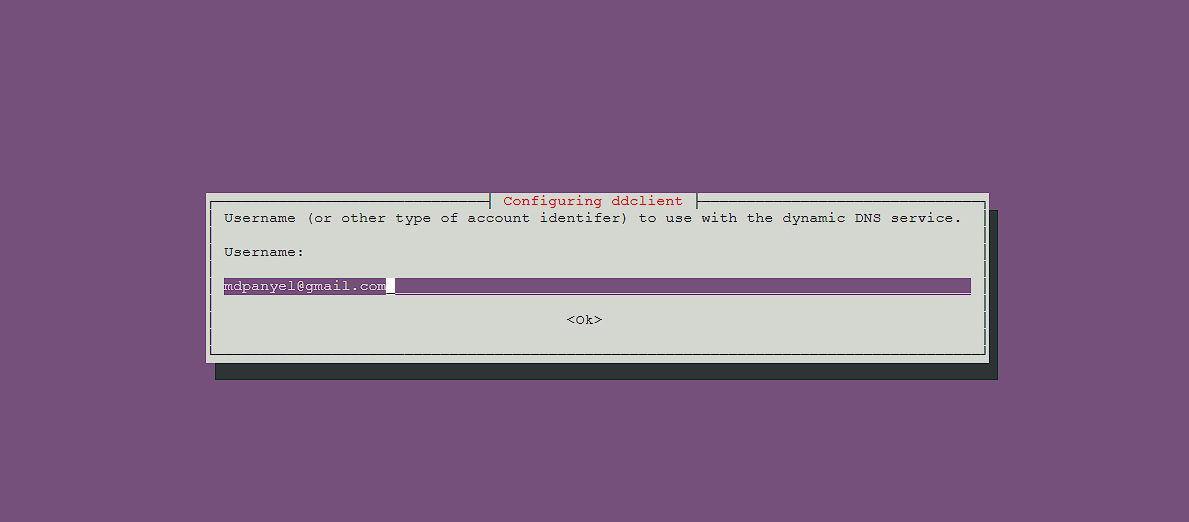 Configuring ddclient
Username (or other type of account identifer) to use with the dynamic DNS service.
Username:
mdpanyel@gmail.com
<Ok>